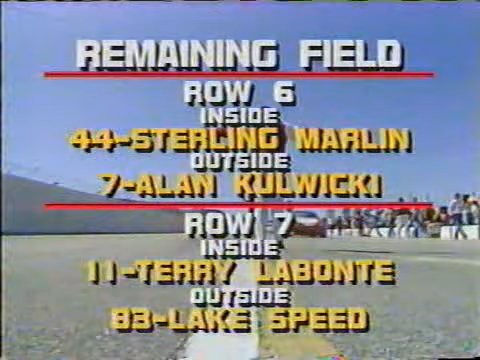 REMAINING FIELD
ROW 6
INSIDE
44-STERLING MARLIN
OUTSIDE
7-ALAN KULWICKI
ROW 7
INSIDE
11-TERRY LABONTE
OUTSIDE
83-LAKE SPEED